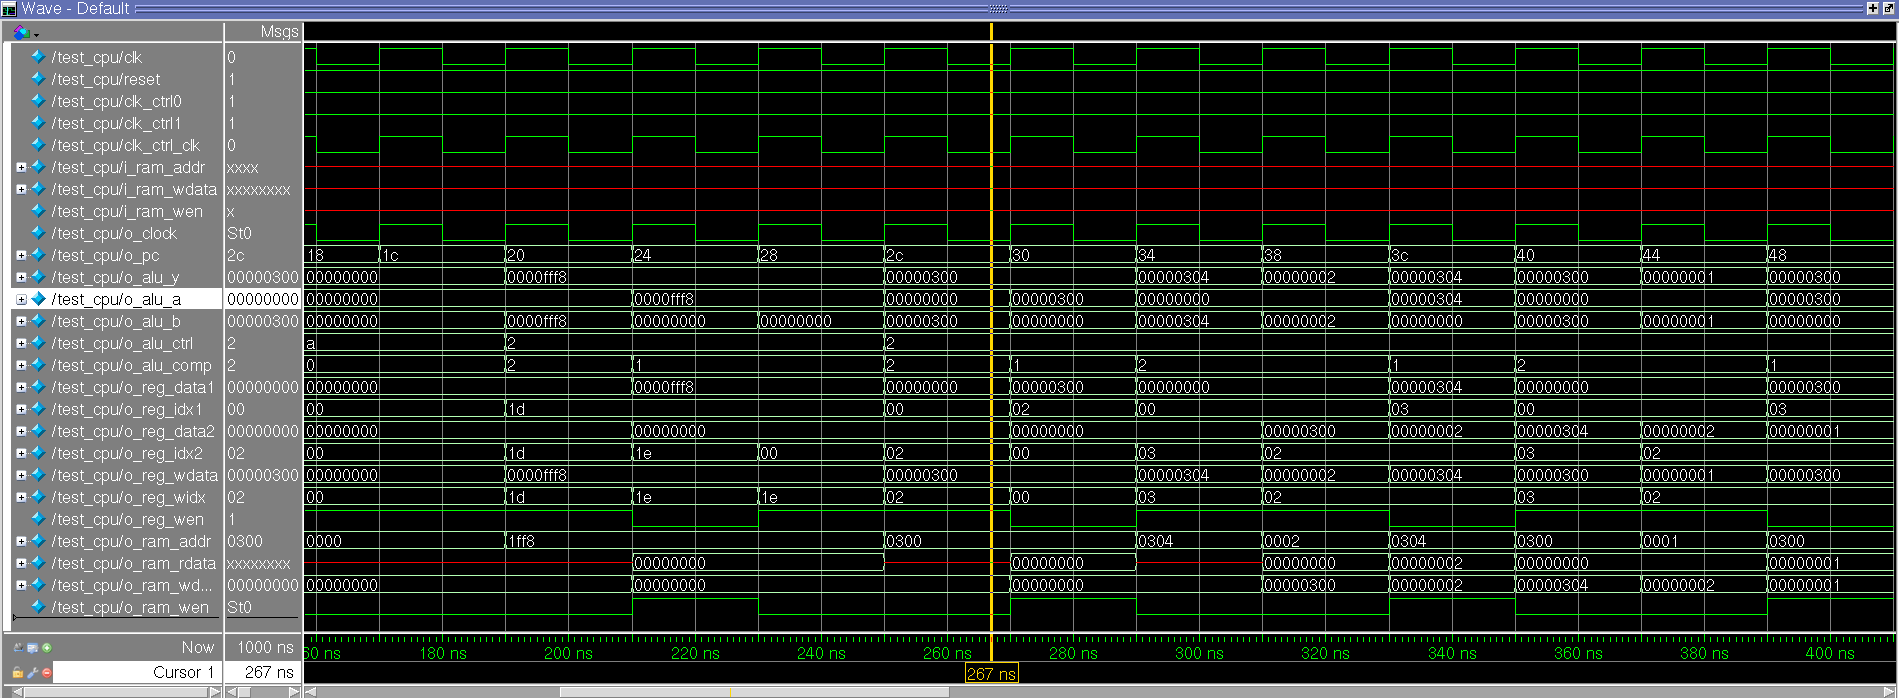 Wave - Default
Msgs
/test_cpu/clk 0
/test_cpu/reset 1
/test_cpu/clk_ctrl0 1
/test_cpu/clk_ctrl1 1
/test_cpu/clk_ctrl_clk 0
/test_cpu/i_ram_addr xxxx
/test_cpu/i_ram_wdata xxxxxxxx
/test_cpu/i_ram_wen x
/test_cpu/o_clock St0
/test_cpu/o_pc 2c 18 1c 20 24 28 2c 30 34 38 3c 40 44 48
/test_cpu/o_alu_y 00000300 00000000 0000fff8 00000300 00000304 00000002 00000304 00000300 00000001 00000300
/test_cpu/o_alu_a 00000000 00000000 0000fff8 00000000 00000300 00000000 00000304 00000000 00000300
/test_cpu/o_alu_b 00000300 00000000 0000fff8 00000000 00000000 00000300 00000000 00000304 00000002 00000000 00000300 00000001 00000000
/test_cpu/o_alu_ctrl 2 a 2 2
/test_cpu/o_alu_comp 2 0 2 1 2 1 2 1 2 1
/test_cpu/o_reg_data1 00000000 00000000 0000fff8 00000000 00000300 00000000 00000304 00000000 00000300
/test_cpu/o_reg_idx1 00 00 1d 00 02 00 03 00 03
/test_cpu/o_reg_data2 00000000 00000000 00000000 00000000 00000300 00000002 00000304 00000002 00000001
/test_cpu/o_reg_idx2 02 00 1d 1e 00 02 00 03 02 03 02
/test_cpu/o_reg_wdata 00000300 00000000 0000fff8 00000300 00000304 00000002 00000304 00000300 00000001 00000300
/test_cpu/o_reg_widx 02 00 1d 1e 1e 02 00 03 02 03 02
/test_cpu/o_reg_wen 1
/test_cpu/o_ram_addr 0300 0000 1ff8 0300 0304 0002 0304 0300 0001 0300
/test_cpu/o_ram_rdata xxxxxxxx 00000000 00000000 00000000 00000002 00000000 00000001
/test_cpu/o_ram_wd... 00000000 00000000 00000000 00000000 00000300 00000002 00000304 00000002 00000001
/test_cpu/o_ram_wen St0
Now 1000 ns 60 ns 180 ns 200 ns 220 ns 240 ns 260 ns 280 ns 300 ns 320 ns 340 ns 360 ns 380 ns 400 ns
Cursor 1 267 ns 267 ns